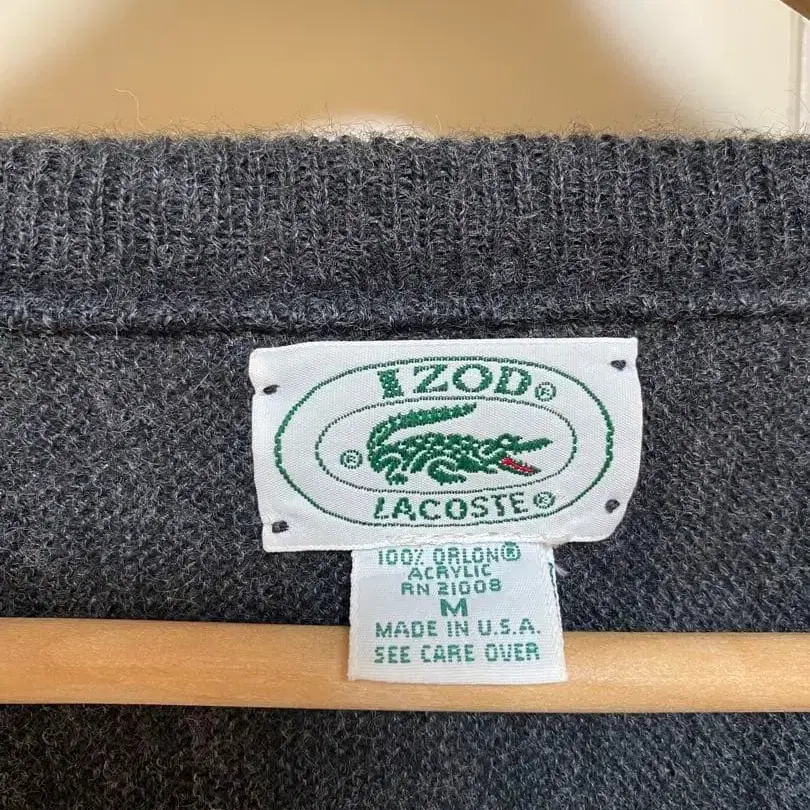 IZOD®
®
LACOSTE®
100% ORLON®
ACRYLIC
RN 21008
M
MADE IN U.S.A.
SEE CARE OVER